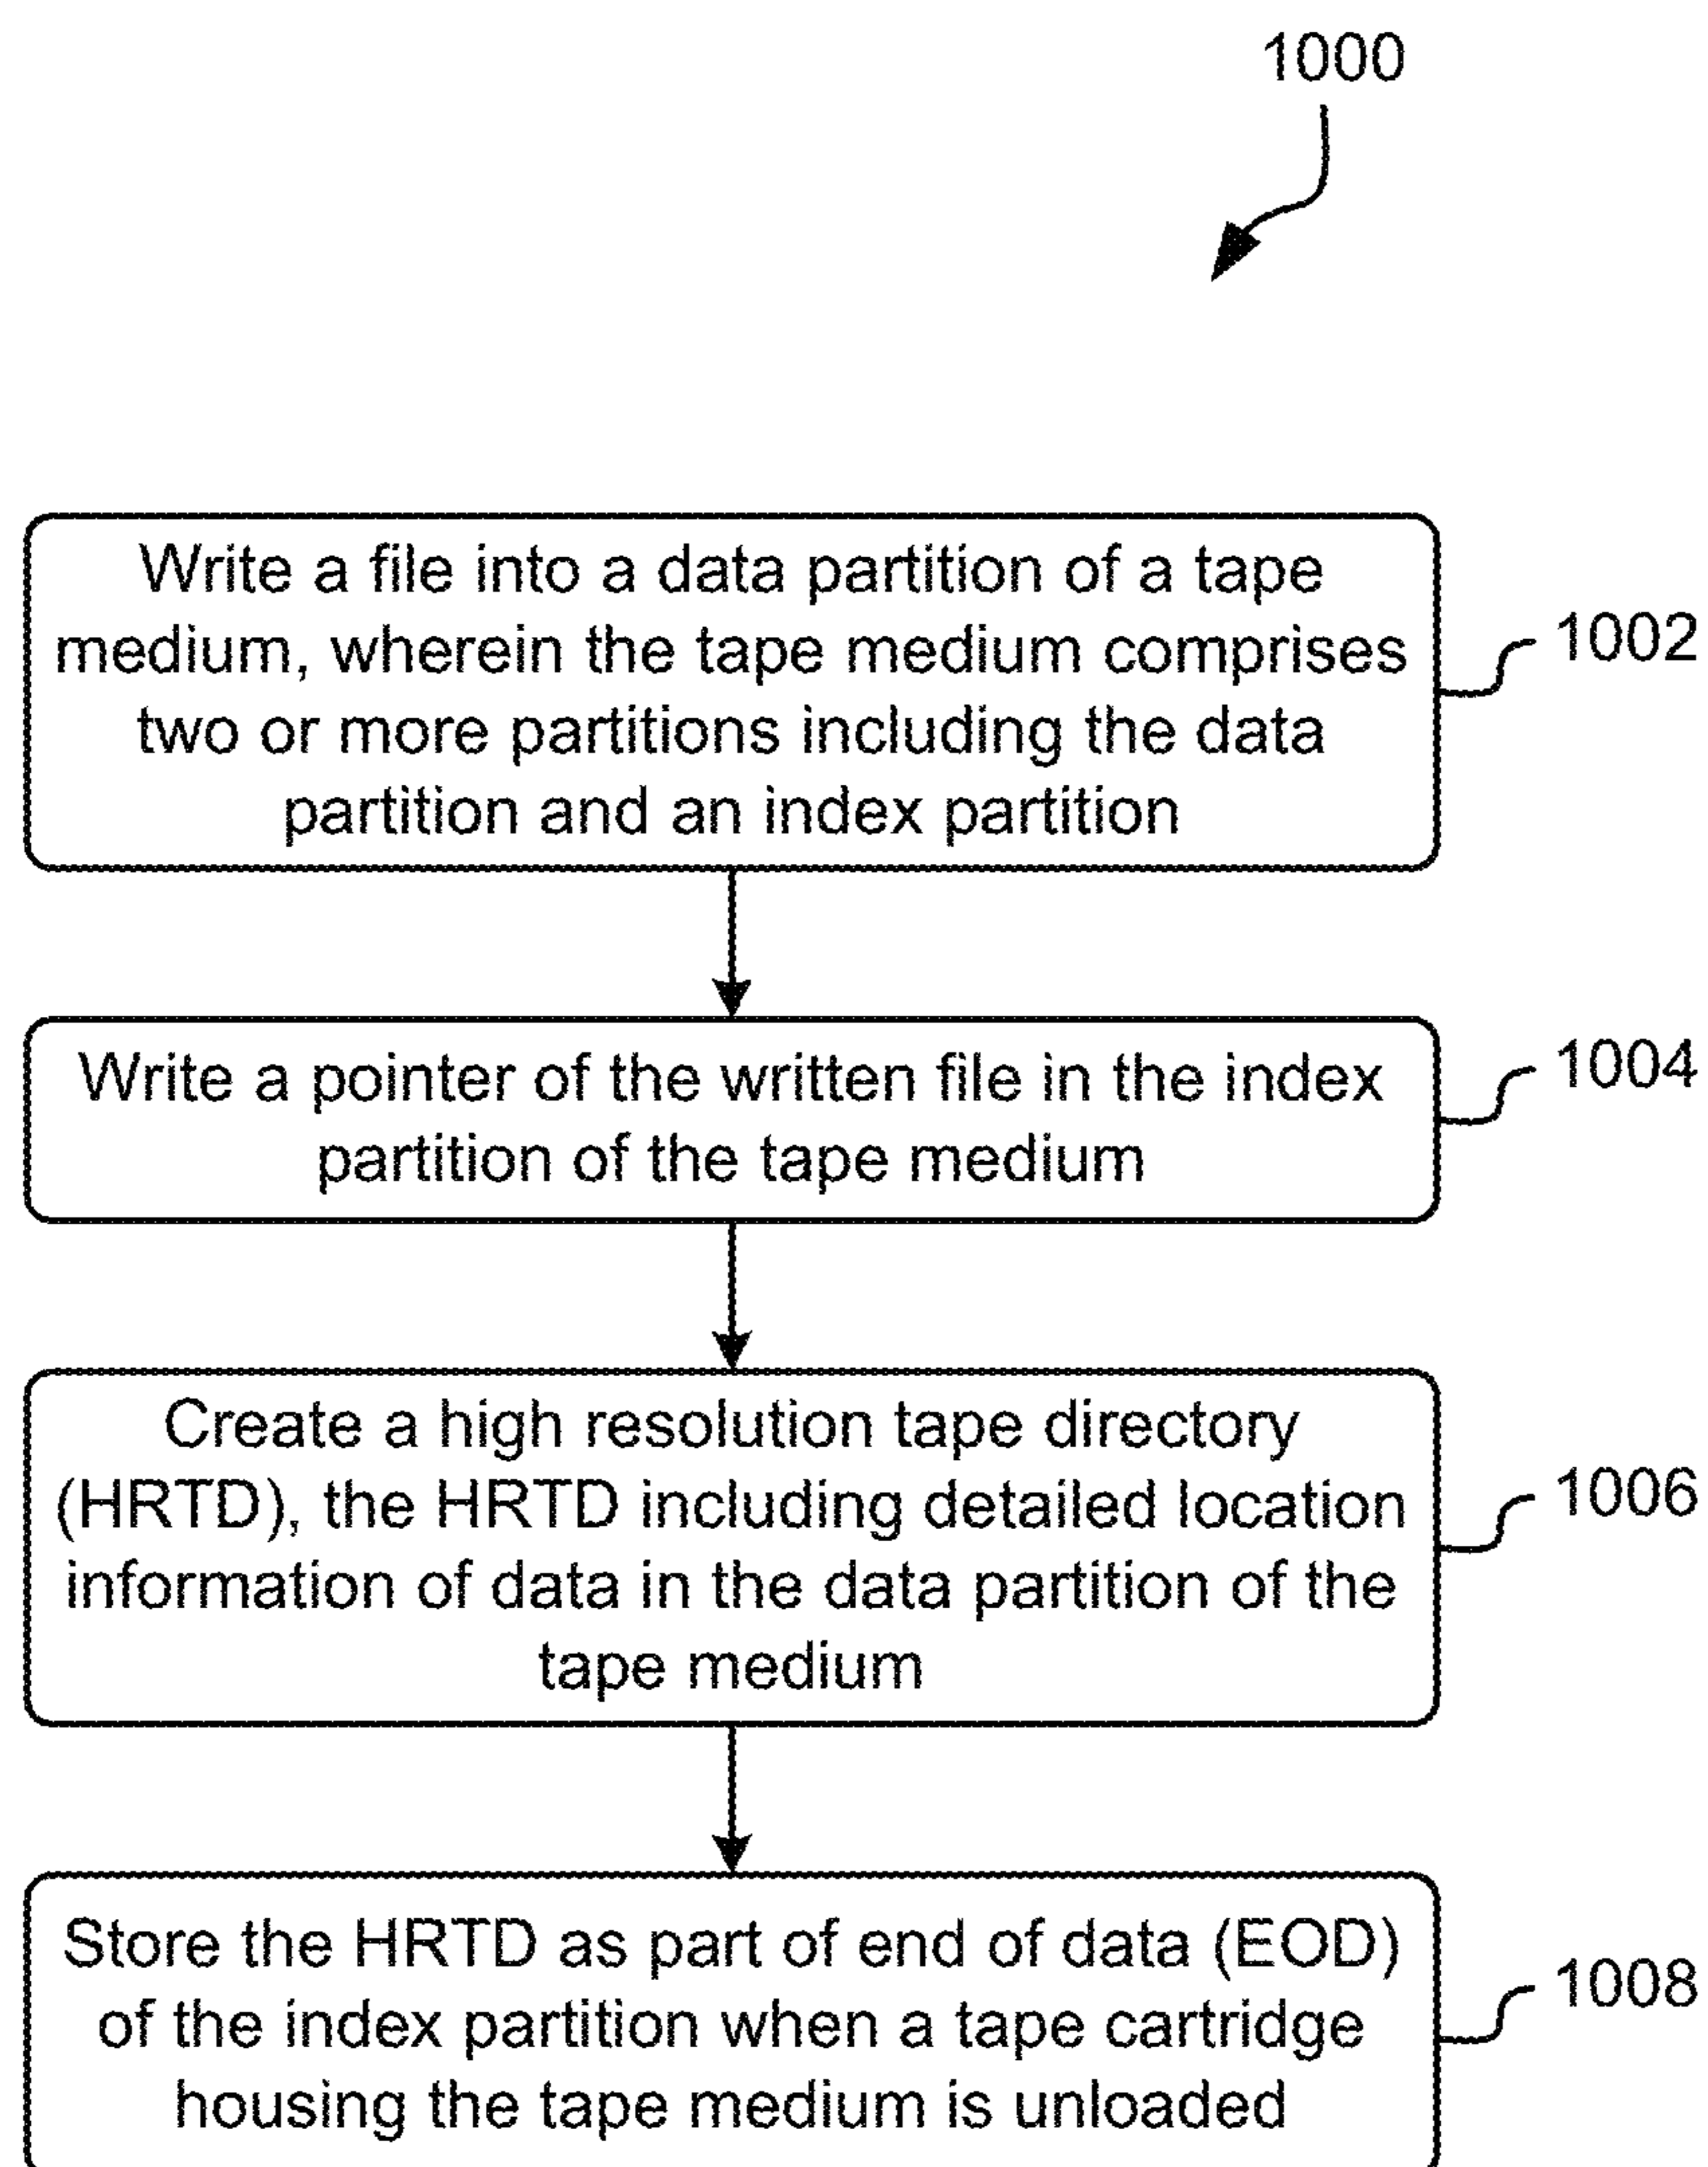 1000
Write a file into a data partition of a tape
medium, wherein the tape medium comprises
two or more partitions including the data
partition and an index partition
1002
Write a pointer of the written file in the index
partition of the tape medium
1004
Create a high resolution tape directory
(HRTD), the HRTD including detailed location
information of data in the data partition of the
tape medium
1006
Store the HRTD as part of end of data (EOD)
of the index partition when a tape cartridge
housing the tape medium is unloaded
1008